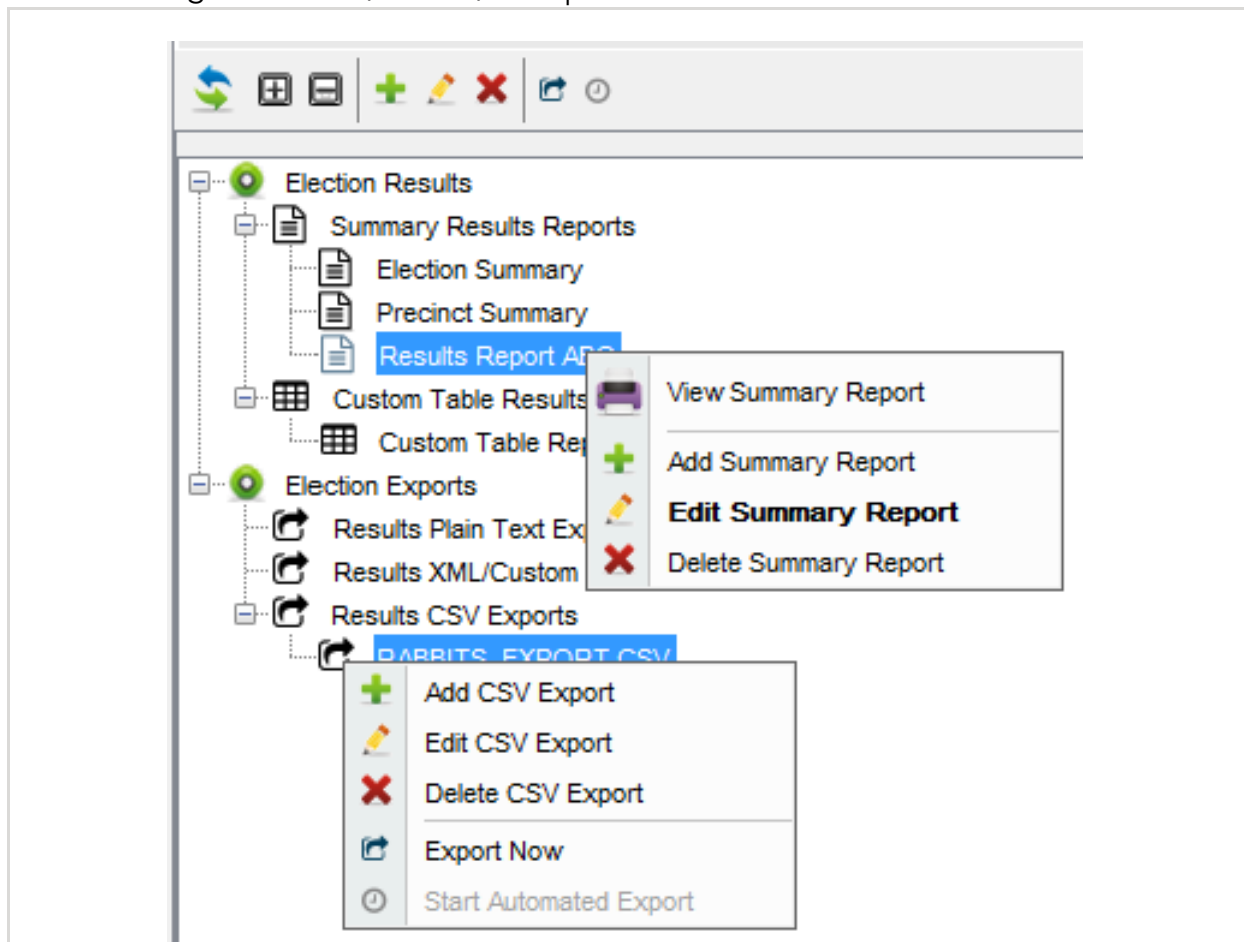 Election Results
Summary Results Reports
Election Summary
Precinct Summary
Results Report
View Summary Report
Custom Table Results
Custom Table
Add Summary Report
Election Exports
Edit Summary Report
Results Plain Text
Results XML/Custom
Delete Summary Report
Results CSV Exports
RABBITS_EXPORT CSV
Add CSV Export
Edit CSV Export
Delete CSV Export
Export Now
Start Automated Export